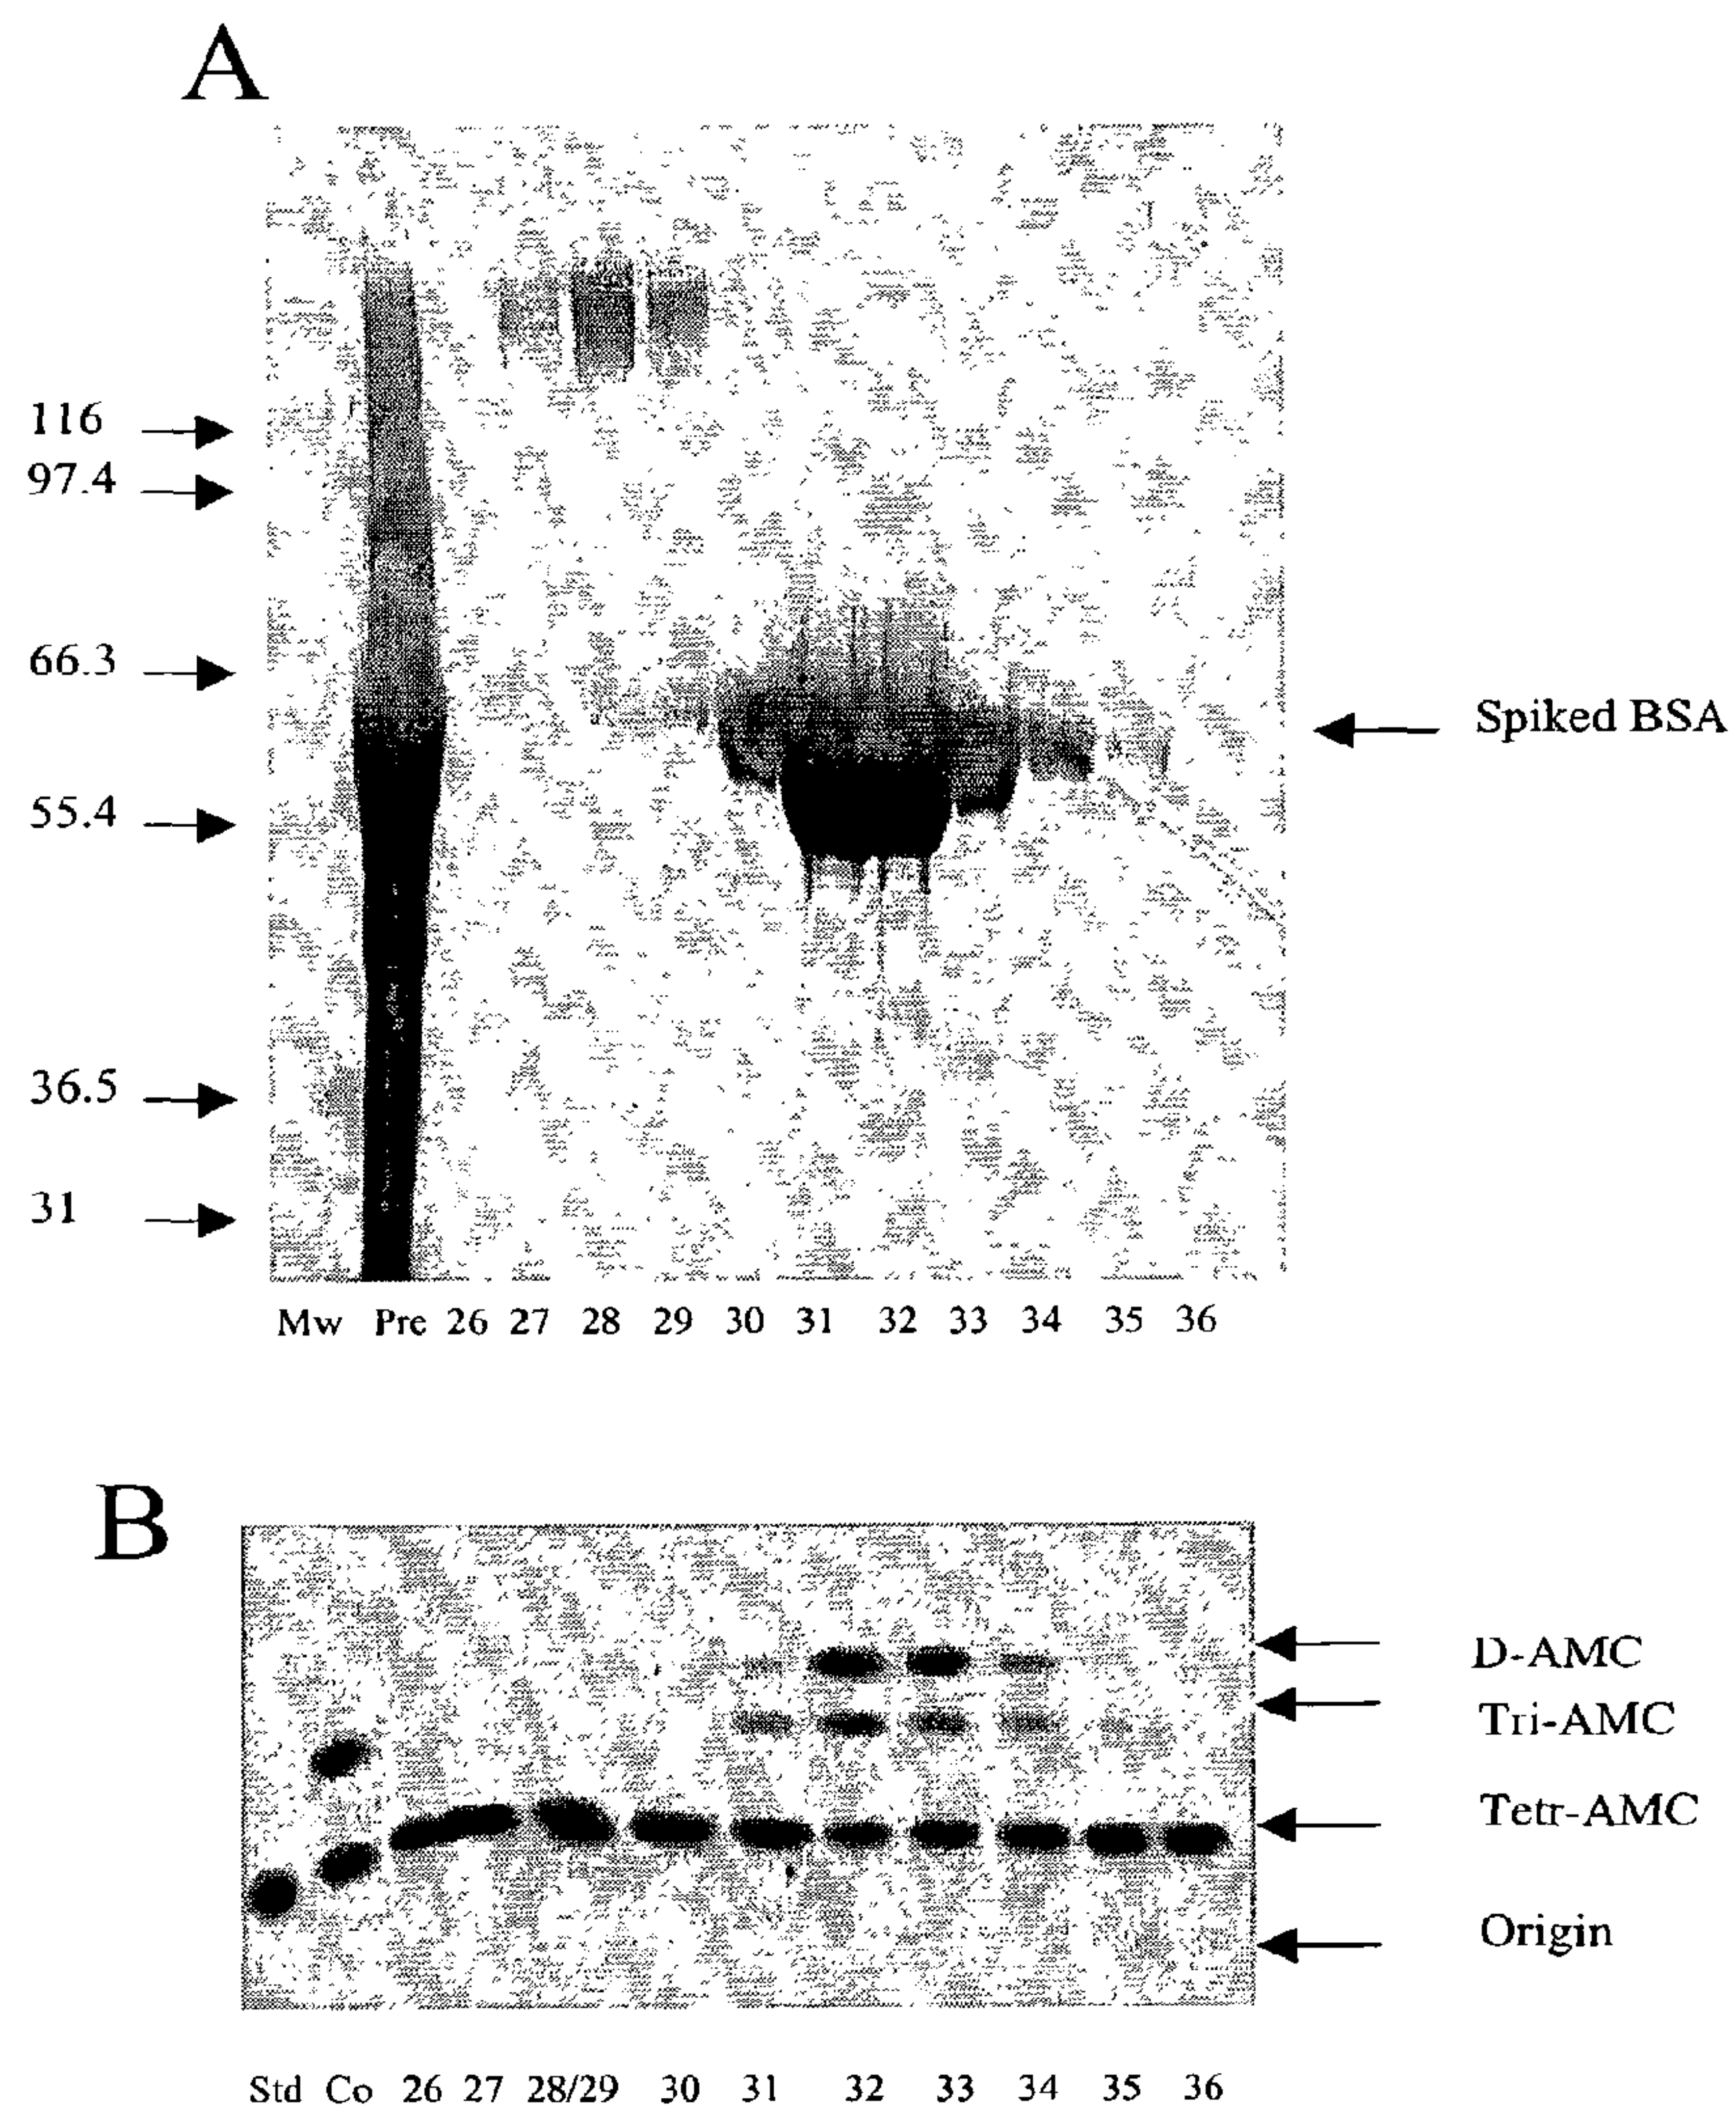 A
116
97.4
66.3
Spiked BSA
55.4
36.5
31
Mw Pre 26 27 28 29 30 31 32 33 34 35 36
B
D-AMC
Tri-AMC
Tetr-AMC
Origin
Std Co 26 27 28/29 30 31 32 33 34 35 36